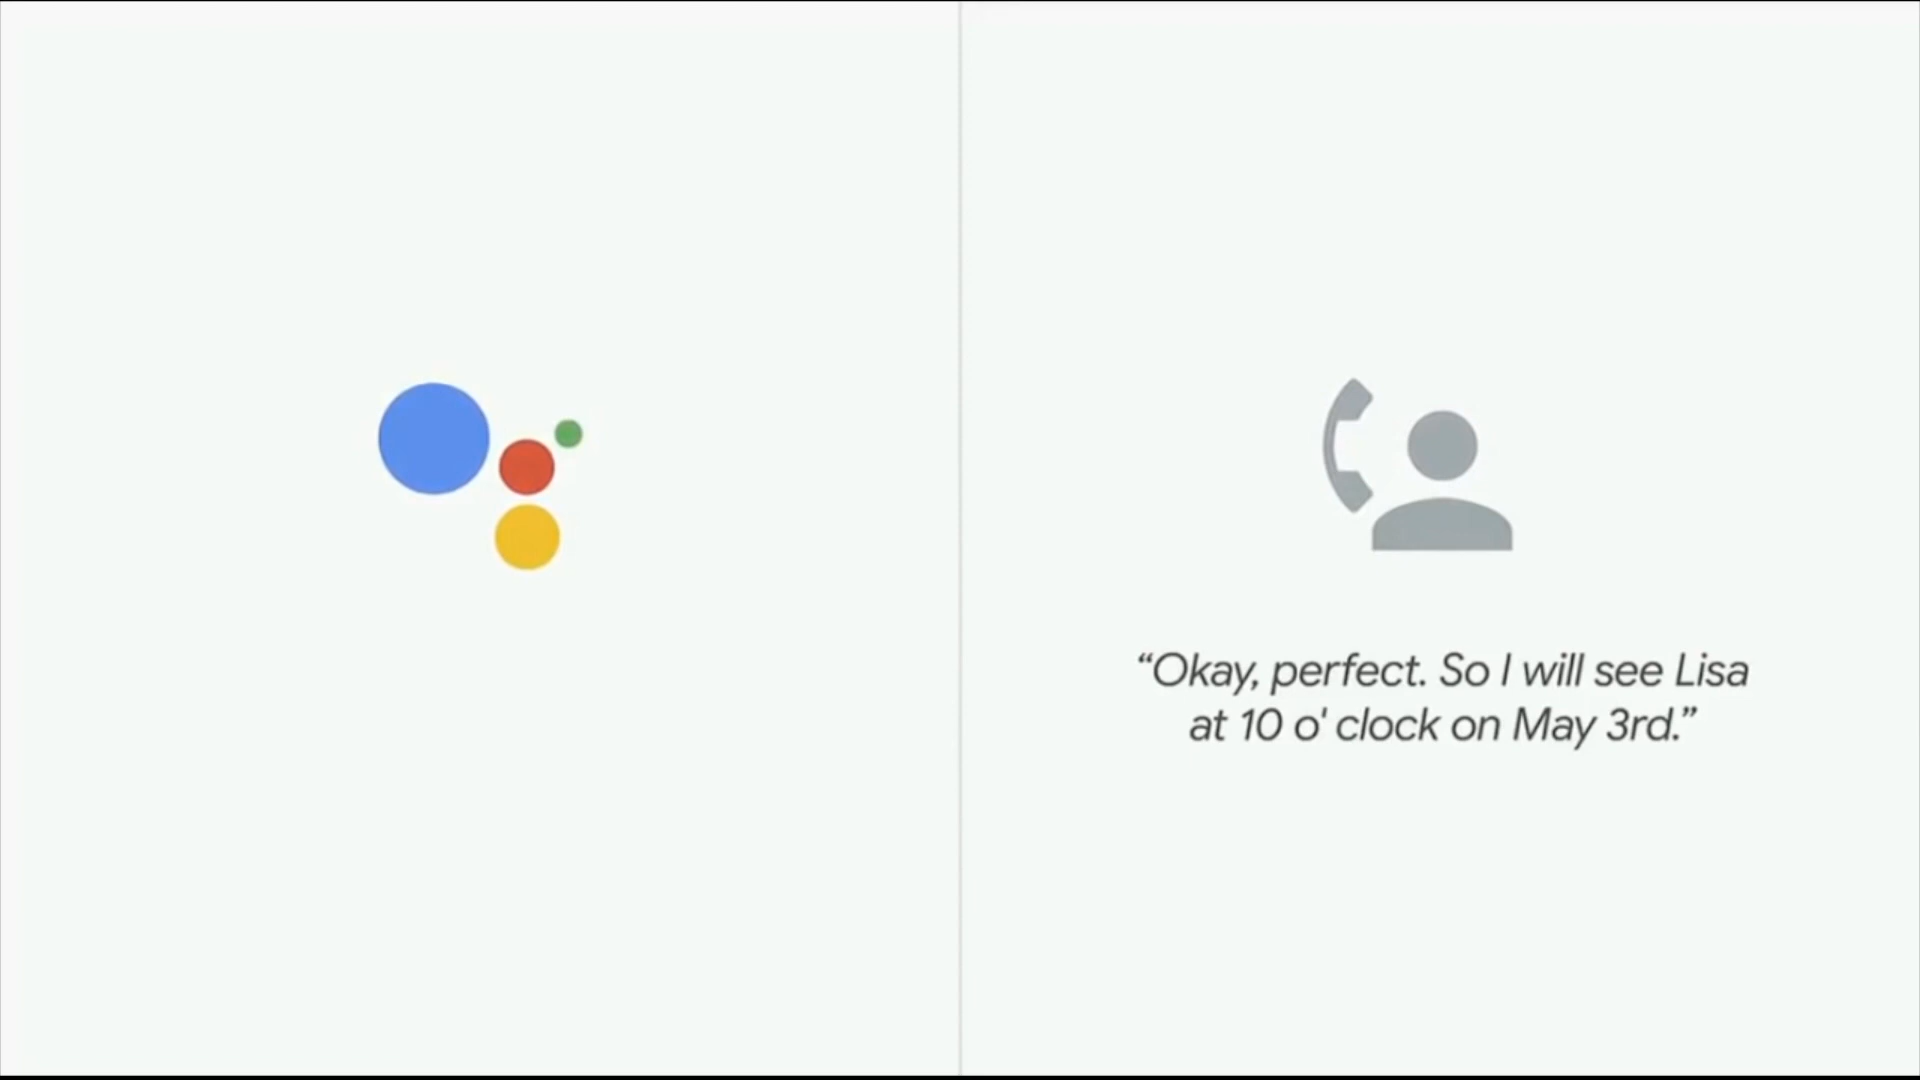 “Okay, perfect. So I will see Lisa
at 10 o' clock on May 3rd.”